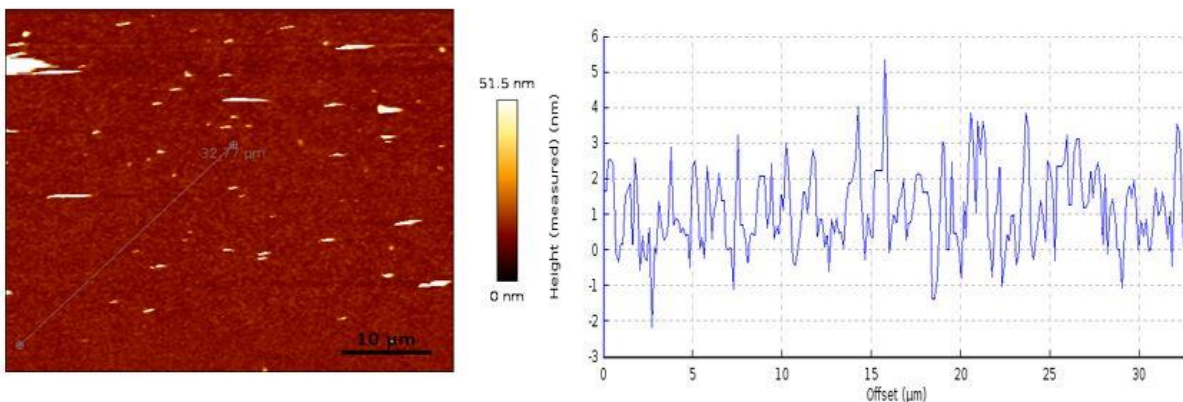 51.5 nm
0 nm
32.77 µm
10 µm
Height (measured) (nm)
6
5
4
3
2
1
0
-1
-2
-3
0 5 10 15 20 25 30
Offset (µm)